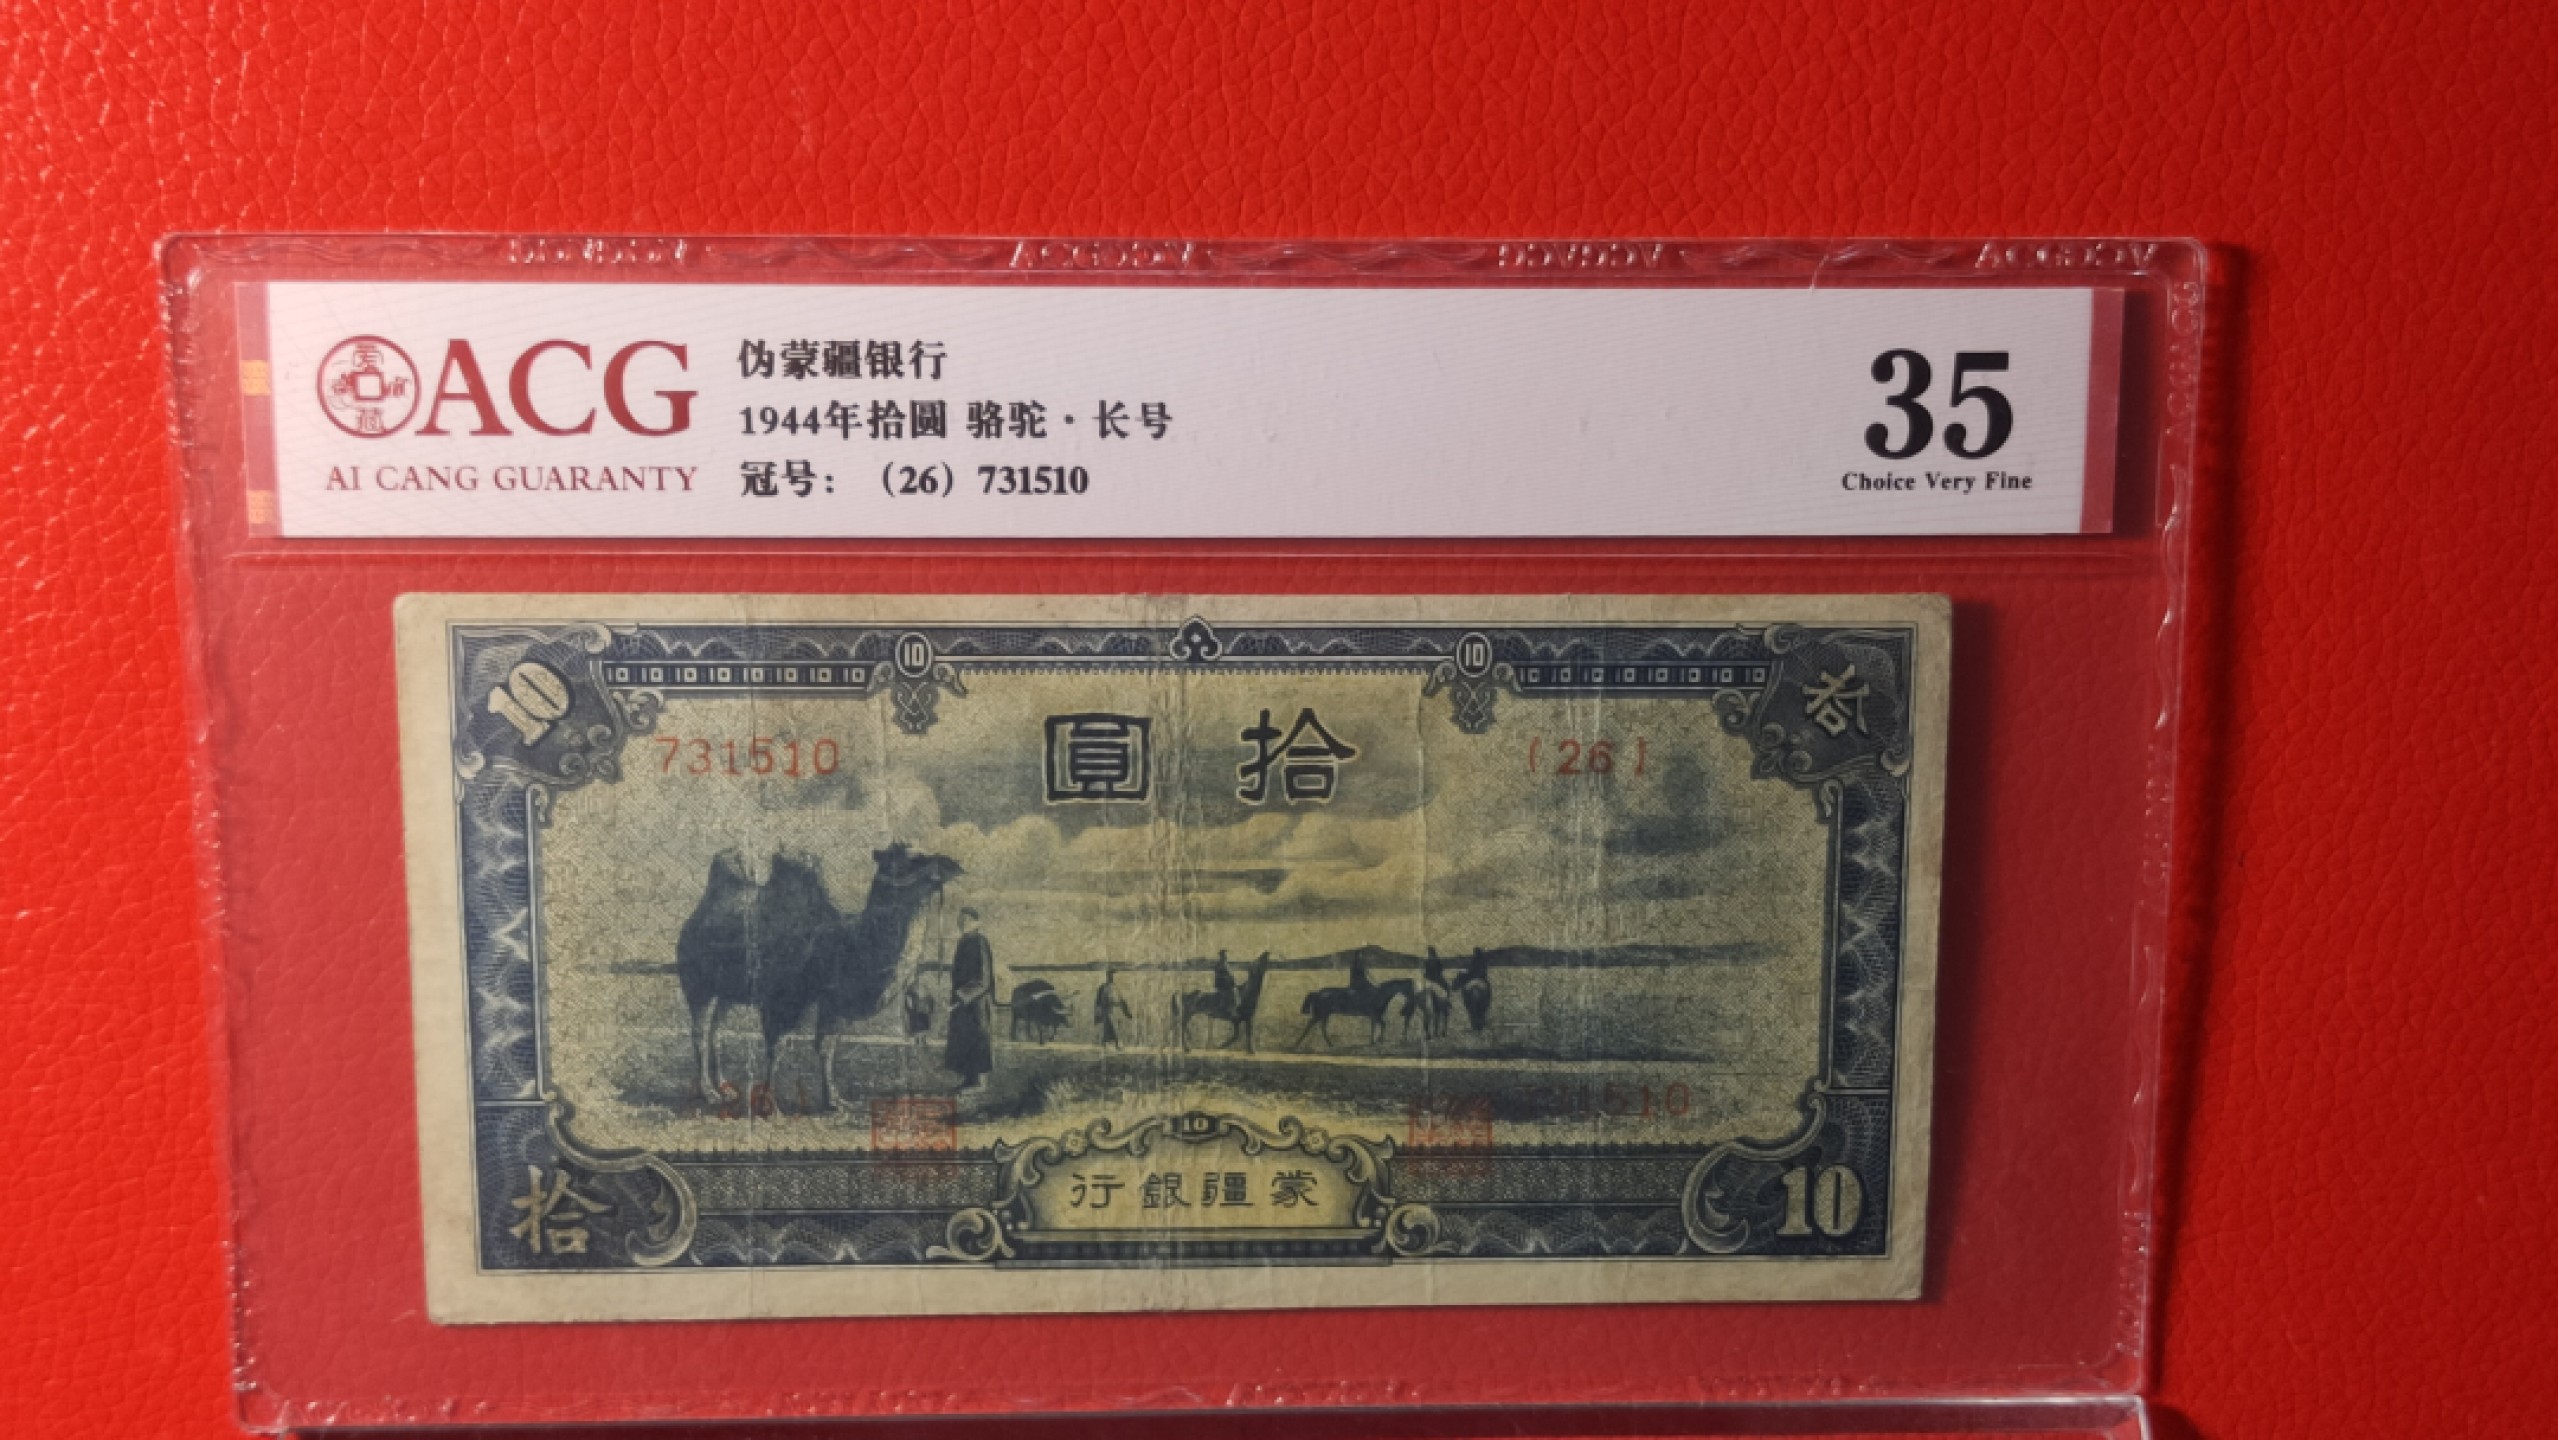 ACG
AI CANG GUARANTY
伪蒙疆银行
1944年拾圆 骆驼·长号
冠号：（26）731510
35
Choice Very Fine
10
10
10
拾
731510
圓拾
(26)
(26)
10
拾
行銀疆蒙
10